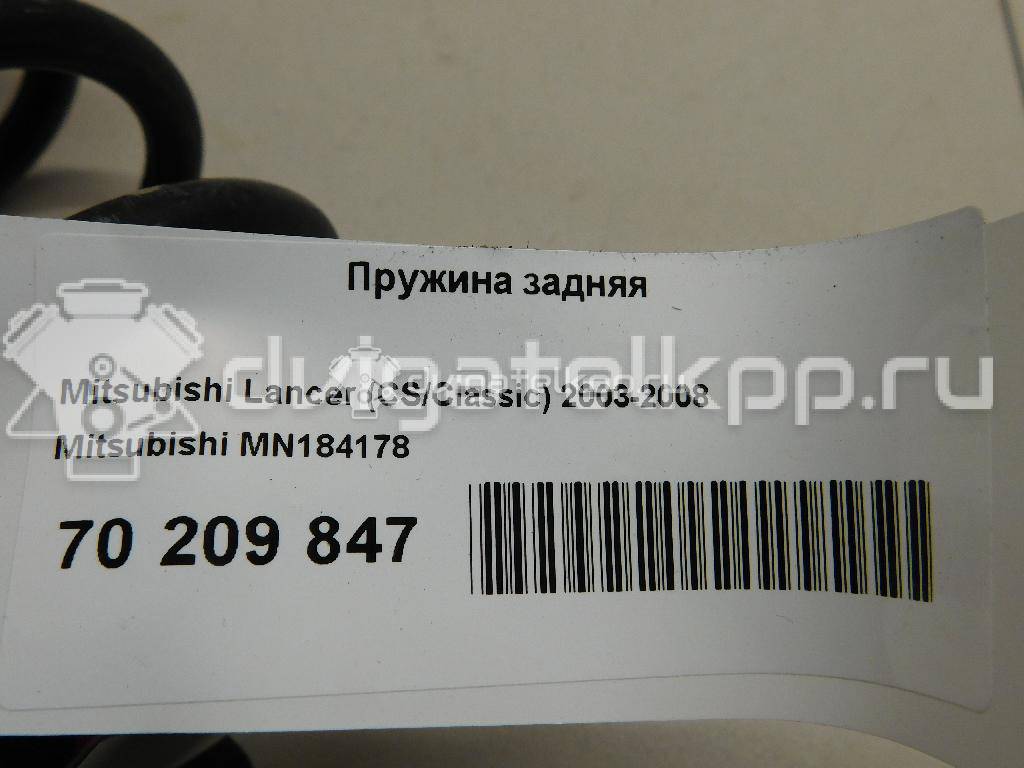 Пружина задняя
Mitsubishi Lancer (CS/Classic) 2003-2008
Mitsubishi MN184178
70 209 847
dvigatelkpp.ru